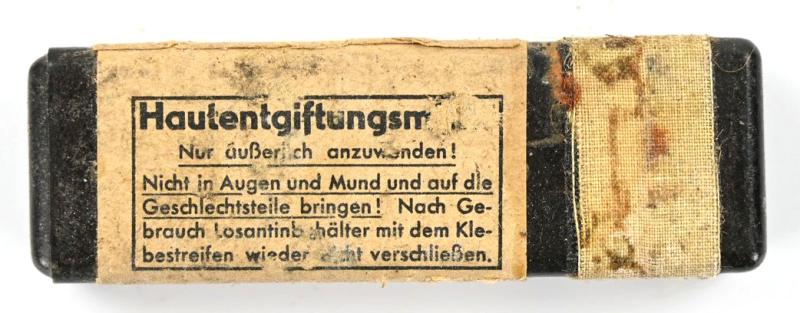 Hautentgiftungsm
Nur äußerlich anzuwenden!
Nicht in Augen und Mund und auf die
Geschlechtsteile bringen! Nach Ge-
brauch Losantinbehälter mit dem Kle-
bestreifen wieder dicht verschließen.